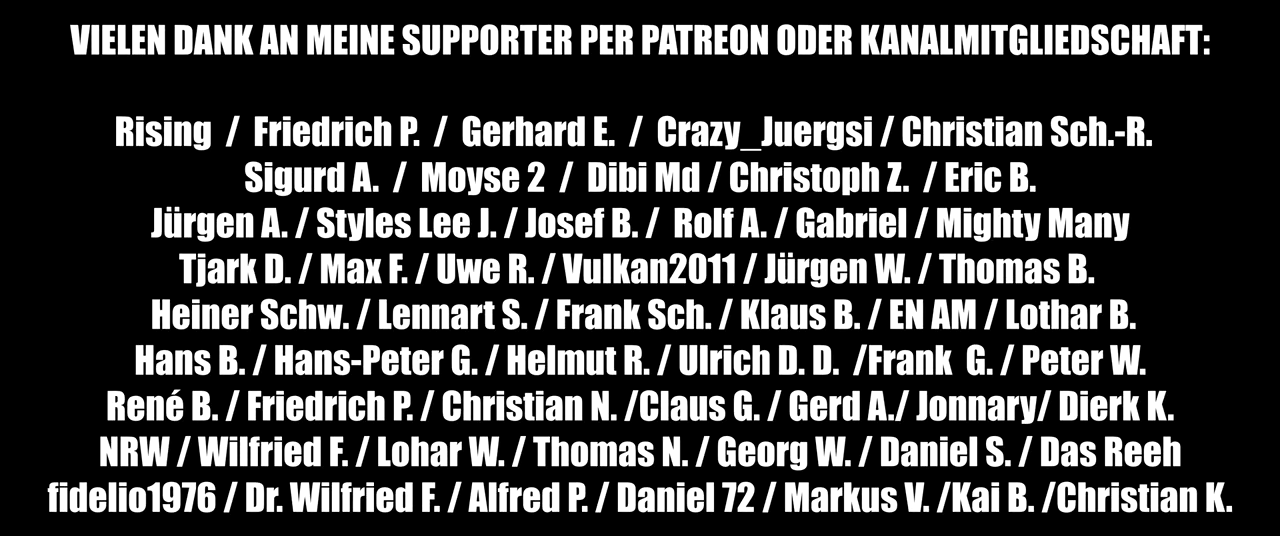 VIELEN DANK AN MEINE SUPPORTER PER PATREON ODER KANALMITGLIEDSCHAFT:
Rising / Friedrich P. / Gerhard E. / Crazy_Juergsi / Christian Sch.-R.
Sigurd A. / Moyse 2 / Dibi Md / Christoph Z. / Eric B.
Jürgen A. / Styles Lee J. / Josef B. / Rolf A. / Gabriel / Mighty Many
Tjark D. / Max F. / Uwe R. / Vulkan2011 / Jürgen W. / Thomas B.
Heiner Schw. / Lennart S. / Frank Sch. / Klaus B. / EN AM / Lothar B.
Hans B. / Hans-Peter G. / Helmut R. / Ulrich D. D. /Frank G. / Peter W.
René B. / Friedrich P. / Christian N. /Claus G. / Gerd A./ Jonnary/ Dierk K.
NRW / Wilfried F. / Lohar W. / Thomas N. / Georg W. / Daniel S. / Das Reeh
fidelio1976 / Dr. Wilfried F. / Alfred P. / Daniel 72 / Markus V. /Kai B. /Christian K.